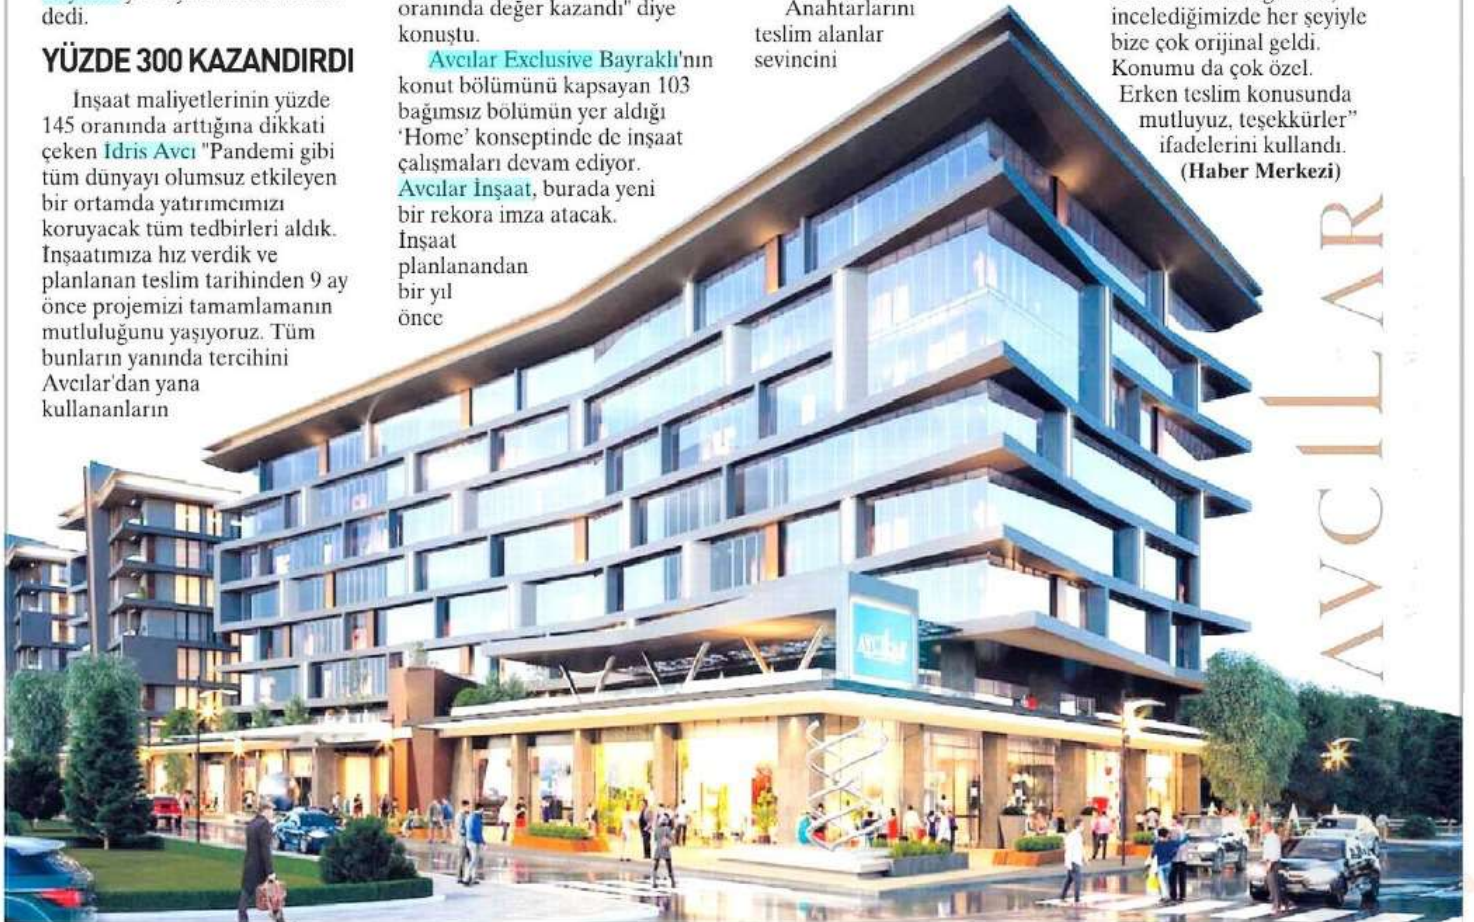 dedi.
YÜZDE 300 KAZANDIRDI
İnşaat maliyetlerinin yüzde
145 oranında arttığına dikkati
çeken İdris Avcı "Pandemi gibi
tüm dünyayı olumsuz etkileyen
bir ortamda yatırımcımızı
koruyacak tüm tedbirleri aldık.
İnşaatımıza hız verdik ve
planlanan teslim tarihinden 9 ay
önce projemizi tamamlamanın
mutluluğunu yaşıyoruz. Tüm
bunların yanında tercihini
Avcılar'dan yana
kullananların
oranında değer kazandı" diye
konuştu.
Avcılar Exclusive Bayraklı'nın
konut bölümünü kapsayan 103
bağımsız bölümün yer aldığı
‘Home’ konseptinde de inşaat
çalışmaları devam ediyor.
Avcılar İnşaat, burada yeni
bir rekora imza atacak.
İnşaat
planlanandan
bir yıl
önce
Anahtarlarını
teslim alanlar
sevincini
incelediğimizde her şeyiyle
bize çok orijinal geldi.
Konumu da çok özel.
Erken teslim konusunda
mutluyuz, teşekkürler”
ifadelerini kullandı.
(Haber Merkezi)
AVCILAR
AVCILAR